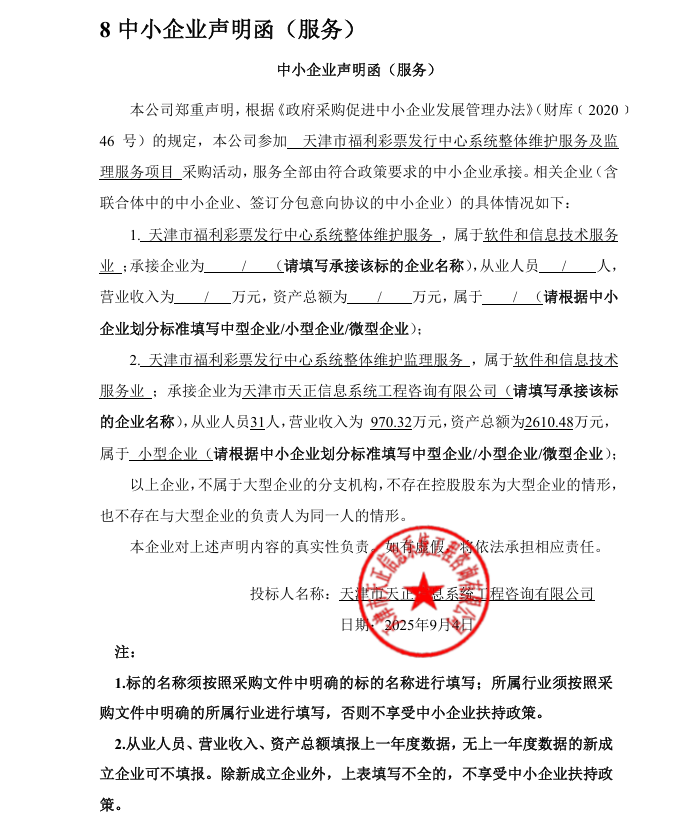 8 中小企业声明函（服务）
中小企业声明函（服务）
本公司郑重声明，根据《政府采购促进中小企业发展管理办法》（财库﹝2020﹞
46 号）的规定，本公司参加 天津市福利彩票发行中心系统整体维护服务及监
理服务项目 采购活动，服务全部由符合政策要求的中小企业承接。相关企业（含
联合体中的中小企业、签订分包意向协议的中小企业）的具体情况如下：
1. 天津市福利彩票发行中心系统整体维护服务 ，属于软件和信息技术服务
业 ；承接企业为 / （请填写承接该标的企业名称），从业人员 / 人，
营业收入为 / 万元，资产总额为 / 万元，属于 / （请根据中小
企业划分标准填写中型企业/小型企业/微型企业）；
2. 天津市福利彩票发行中心系统整体维护监理服务 ，属于软件和信息技术
服务业 ；承接企业为天津市天正信息系统工程咨询有限公司（请填写承接该标
的企业名称），从业人员31人，营业收入为 970.32万元，资产总额为2610.48万元，
属于 小型企业（请根据中小企业划分标准填写中型企业/小型企业/微型企业）；
以上企业，不属于大型企业的分支机构，不存在控股股东为大型企业的情形，
也不存在与大型企业的负责人为同一人的情形。
本企业对上述声明内容的真实性负责。如有虚假，将依法承担相应责任。
投标人名称：天津市天正信息系统工程咨询有限公司
日期：2025年9月4日
天津市天正信息系统工程咨询有限公司
注：
1.标的名称须按照采购文件中明确的标的名称进行填写；所属行业须按照采
购文件中明确的所属行业进行填写，否则不享受中小企业扶持政策。
2.从业人员、营业收入、资产总额填报上一年度数据，无上一年度数据的新成
立企业可不填报。除新成立企业外，上表填写不全的，不享受中小企业扶持政
策。